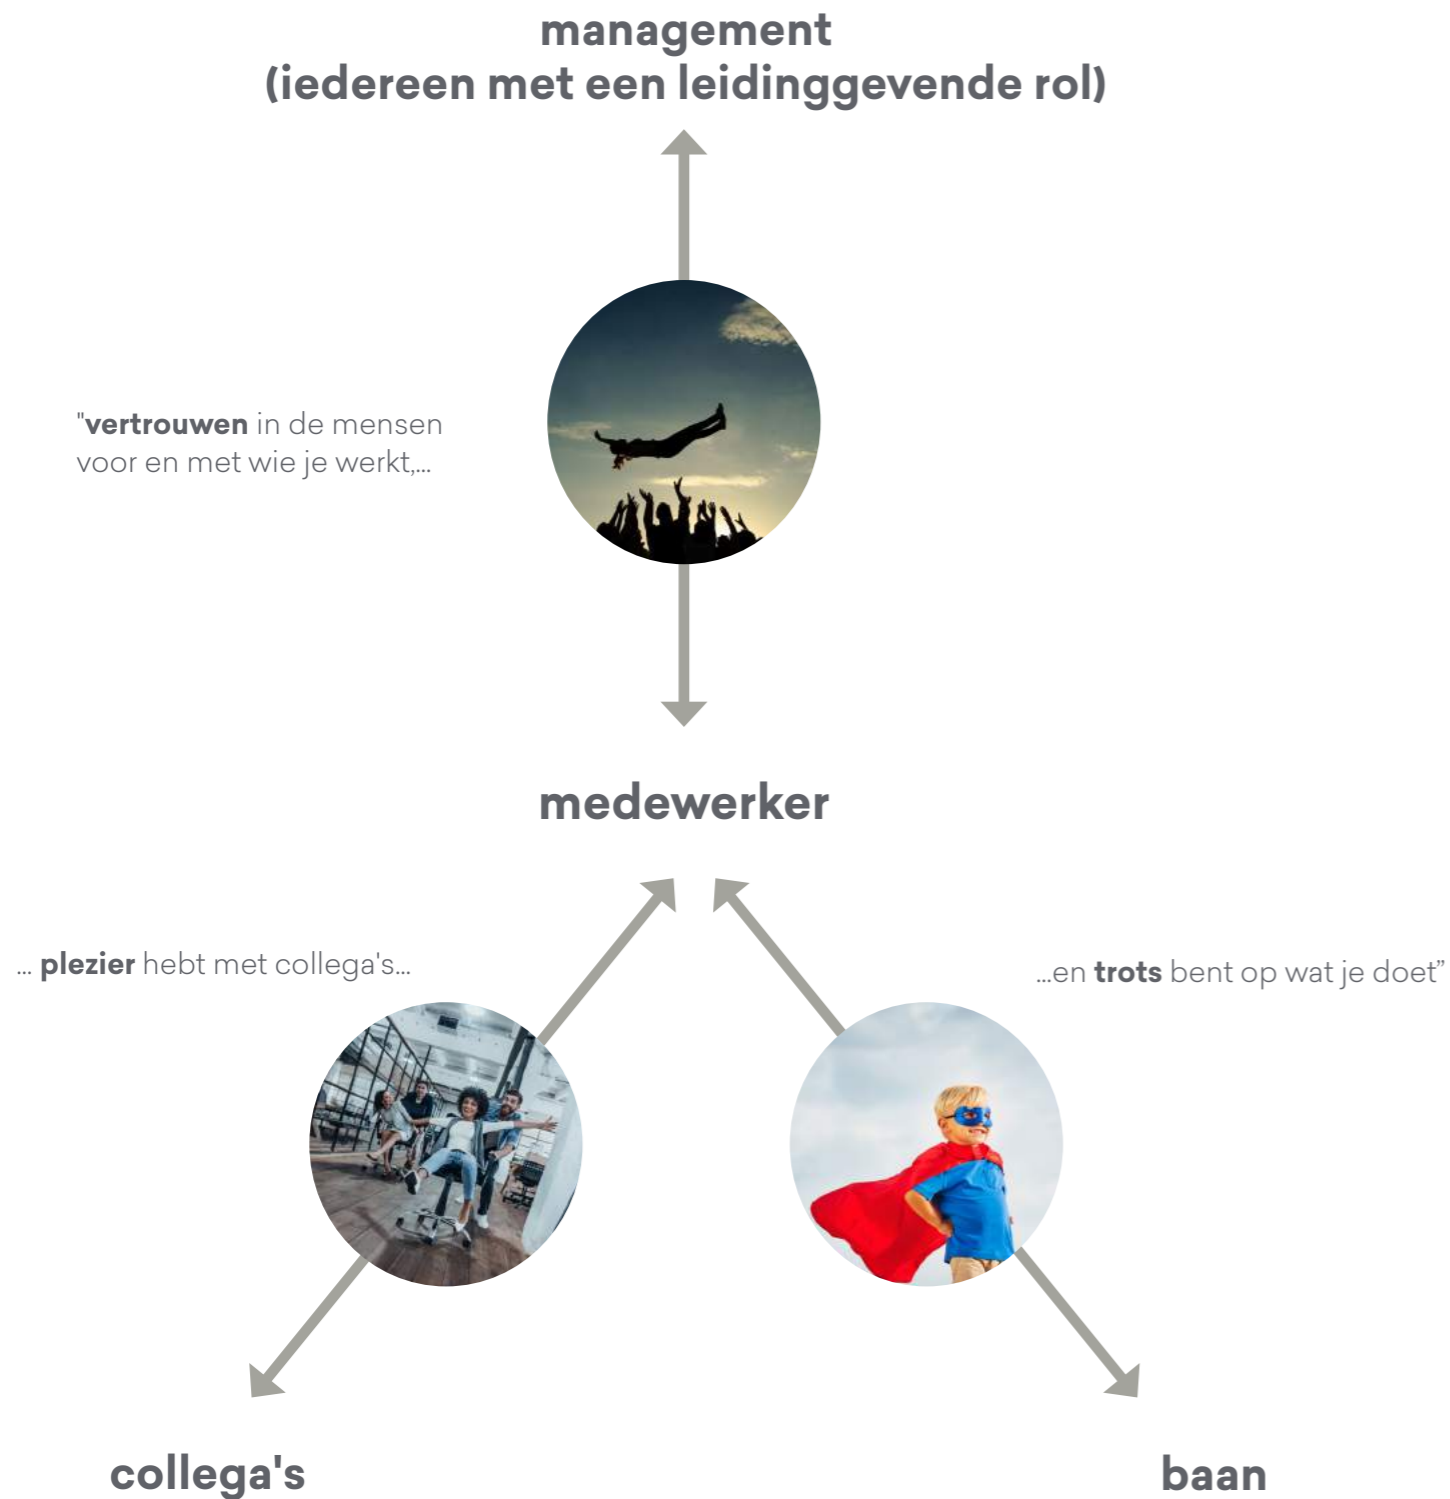 management
(iedereen met een leidinggevende rol)
"vertrouwen in de mensen
voor en met wie je werkt,...
medewerker
... plezier hebt met collega's...
...en trots bent op wat je doet”
collega's
baan